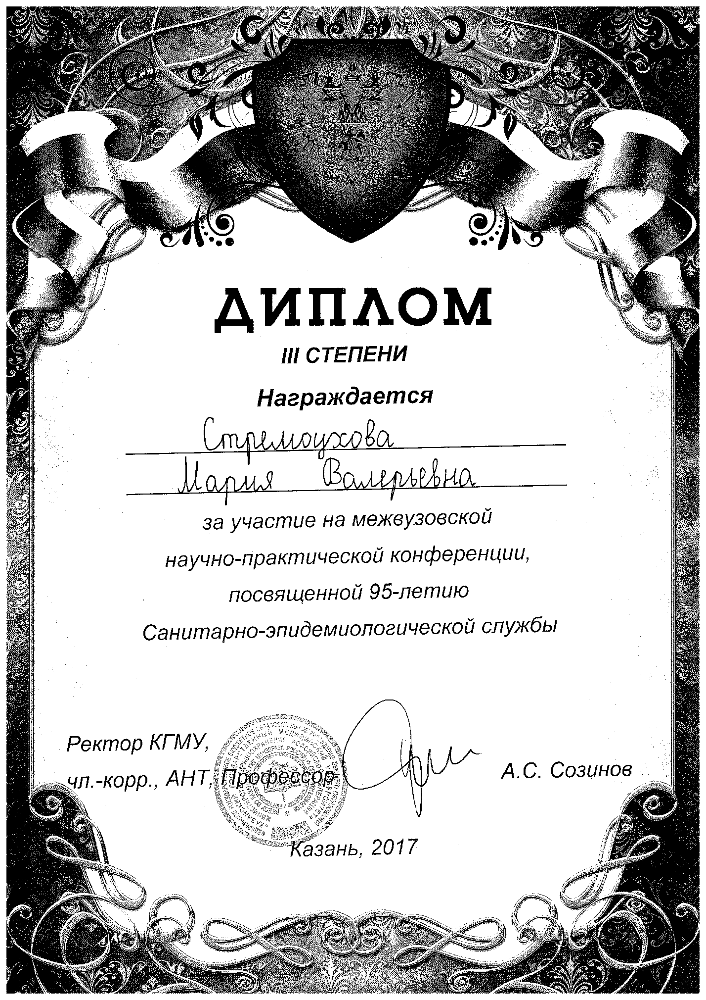 ДИПЛОМ
III СТЕПЕНИ
Награждается
Стремоухова
Мария Валерьевна
за участие на межвузовской
научно-практической конференции,
посвященной 95-летию
Санитарно-эпидемиологической службы
Ректор КГМУ,
чл.-корр., АНТ, Профессор
А.С. Созинов
Казань, 2017